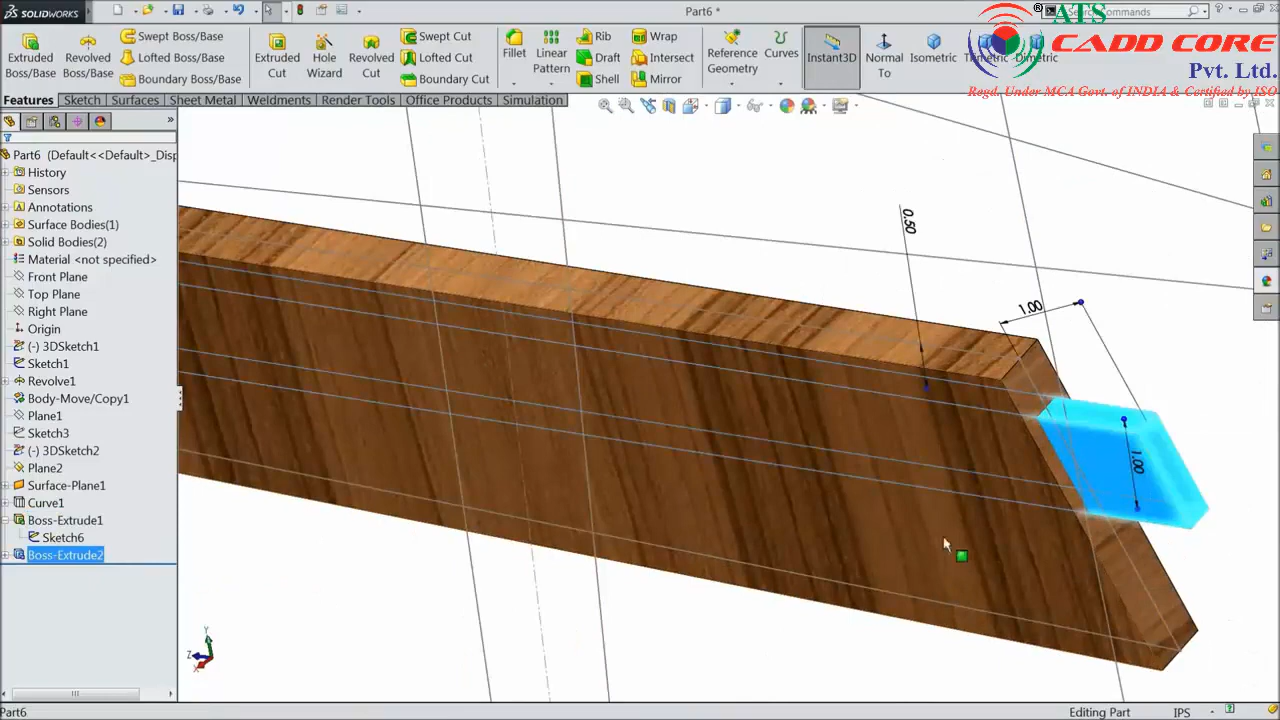 SOLIDWORKS
Part6 *
Commands
®
ATS
CADD CORE
Pvt. Ltd.
Regd. Under MCA Govt. of INDIA & Certified by ISO
Extruded Boss/Base
Revolved Boss/Base
Swept Boss/Base
Lofted Boss/Base
Boundary Boss/Base
Extruded Cut
Hole Wizard
Revolved Cut
Swept Cut
Lofted Cut
Boundary Cut
Fillet
Linear Pattern
Rib
Draft
Shell
Wrap
Intersect
Mirror
Reference Geometry
Curves
Instant3D
Normal To
Isometric
Trimetric
Dimetric
Features
Sketch
Surfaces
Sheet Metal
Weldments
Render Tools
Office Products
Simulation
Part6 (Default<<Default>_Disp
History
Sensors
Annotations
Surface Bodies(1)
Solid Bodies(2)
Material <not specified>
Front Plane
Top Plane
Right Plane
Origin
(-) 3DSketch1
Sketch1
Revolve1
Body-Move/Copy1
Plane1
Sketch3
(-) 3DSketch2
Plane2
Surface-Plane1
Curve1
Boss-Extrude1
Sketch6
Boss-Extrude2
0.50
1.00
1.00
Y
Z
X
Part6
Editing Part
IPS